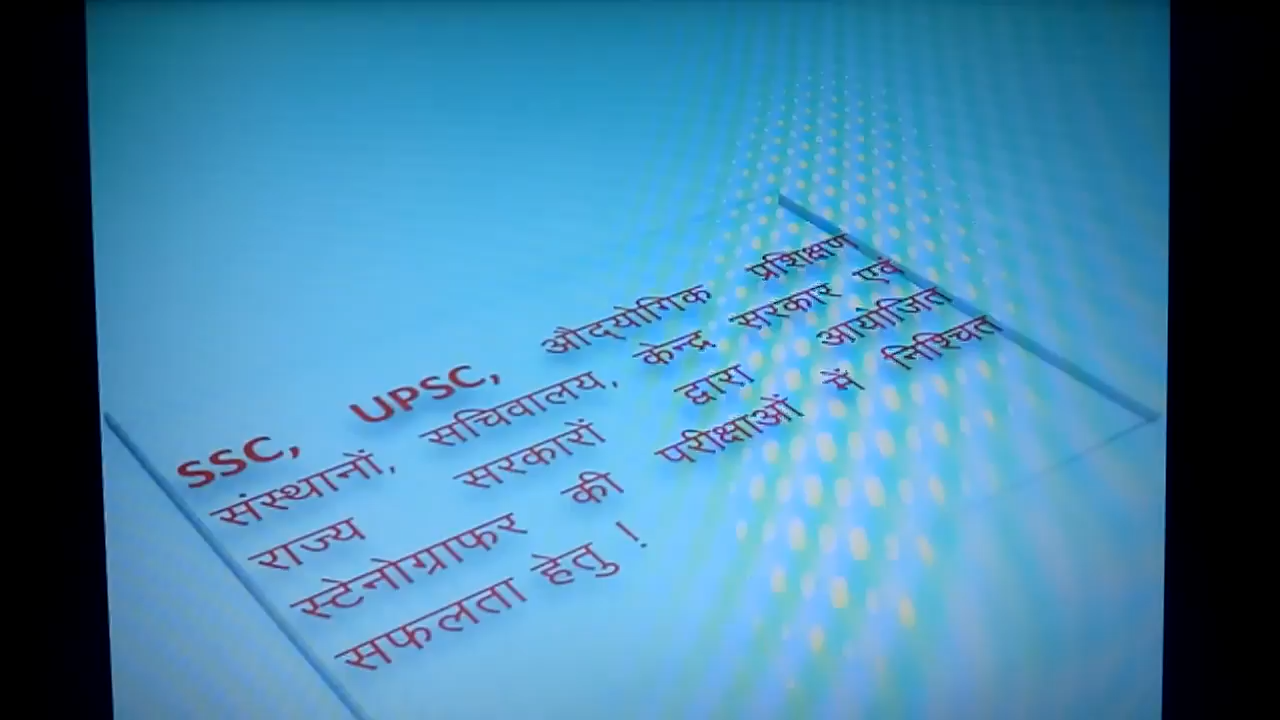 SSC, UPSC, औद्योगिक प्रशिक्षण
संस्थानों, सचिवालय, केन्द्र सरकार एवं
राज्य सरकारों द्वारा आयोजित
स्टेनोग्राफर की परीक्षाओं में निश्चित
सफलता हेतु !